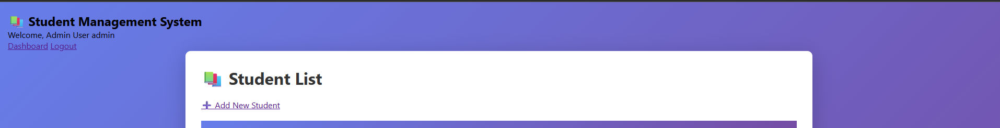 📚 Student Management System
Welcome, Admin User admin
Dashboard Logout
📚 Student List
➕ Add New Student